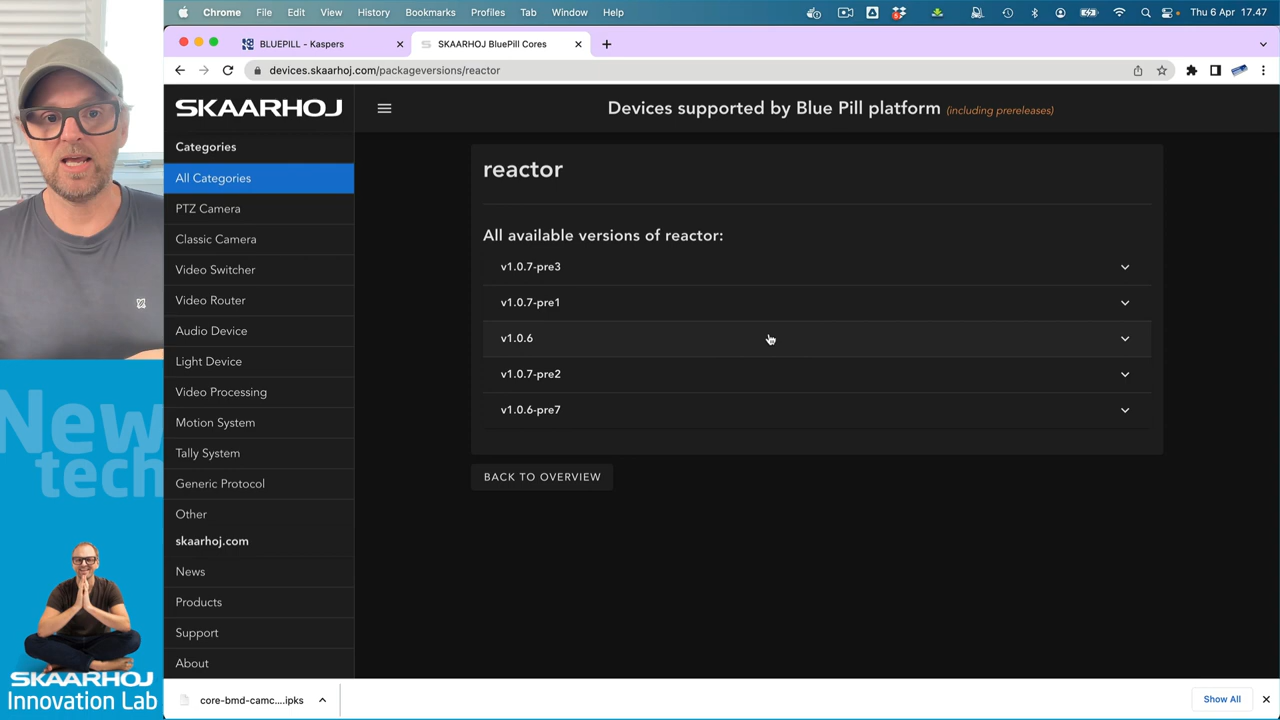 Chrome File Edit View History Bookmarks Profiles Tab Window Help Thu 6 Apr 17.47
BLUEPILL - Kaspers
SKAARHOJ BluePill Cores
devices.skaarhoj.com/packageversions/reactor
SKAARHOJ
Devices supported by Blue Pill platform (including prereleases)
Categories
All Categories
PTZ Camera
Classic Camera
Video Switcher
Video Router
Audio Device
Light Device
Video Processing
Motion System
Tally System
Generic Protocol
Other
skaarhoj.com
News
Products
Support
About
reactor
All available versions of reactor:
v1.0.7-pre3
v1.0.7-pre1
v1.0.6
v1.0.7-pre2
v1.0.6-pre7
BACK TO OVERVIEW
New
tech
SKAARHOJ
Innovation Lab
core-bmd-camc....ipks
Show All